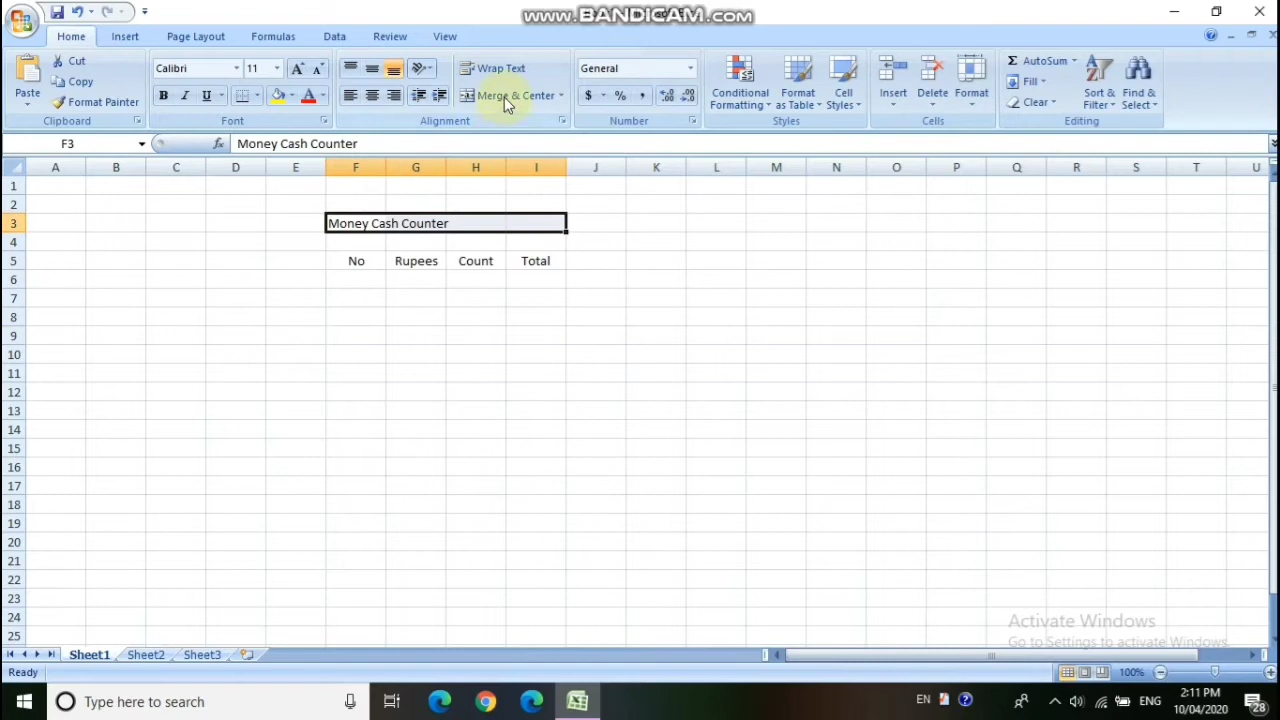 www.BANDICAM.com
Home Insert Page Layout Formulas Data Review View
Cut
Copy
Format Painter
Paste
Clipboard
Calibri 11
B I U
Font
Wrap Text
Merge & Center
Alignment
General
$ % ,
Number
Conditional Formatting
Format as Table
Cell Styles
Styles
Insert Delete Format
Cells
Σ AutoSum
Fill
Clear
Sort & Filter
Find & Select
Editing
F3 fx Money Cash Counter
A B C D E F G H I J K L M N O P Q R S T U
1
2
3 Money Cash Counter
4
5 No Rupees Count Total
6
7
8
9
10
11
12
13
14
15
16
17
18
19
20
21
22
23
24
25
Activate Windows
Go to Settings to activate Windows.
Sheet1 Sheet2 Sheet3
Ready 100%
Type here to search
EN ENG
2:11 PM
10/04/2020
28